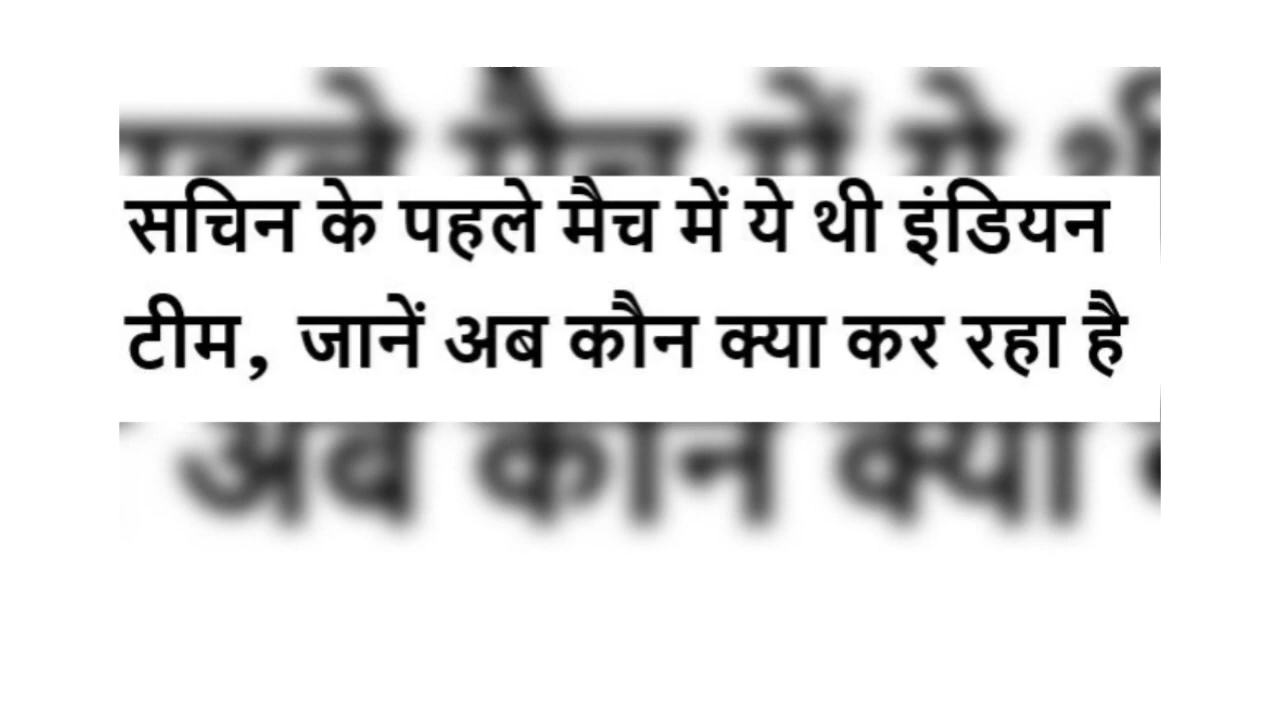 सचिन के पहले मैच में ये थी इंडियन
टीम, जानें अब कौन क्या कर रहा है